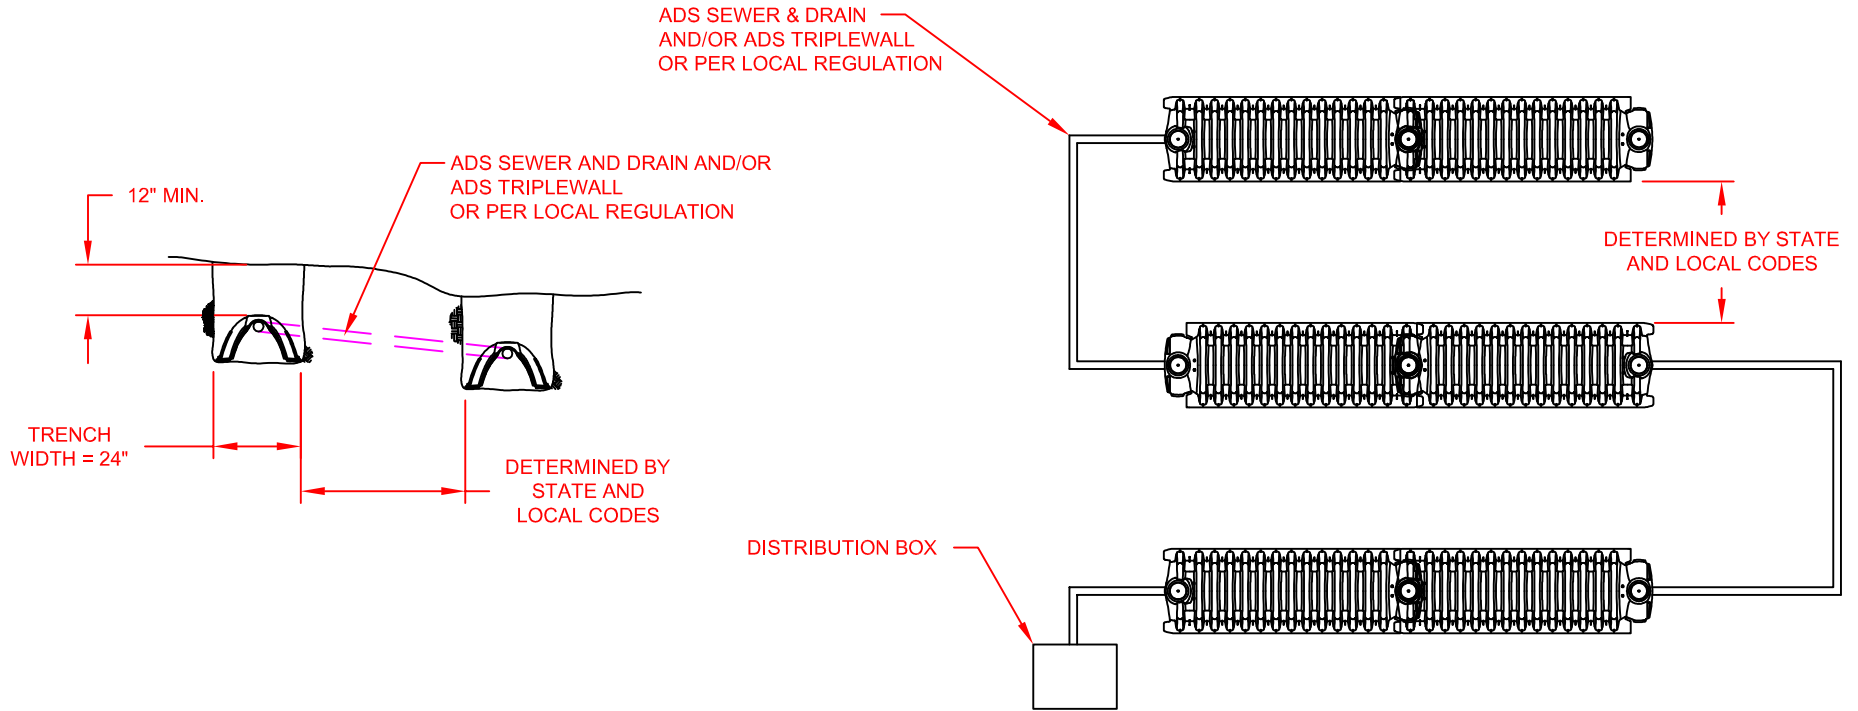 ADS SEWER & DRAIN
AND/OR ADS TRIPLEWALL
OR PER LOCAL REGULATION
ADS SEWER AND DRAIN AND/OR
ADS TRIPLEWALL
OR PER LOCAL REGULATION
12" MIN.
DETERMINED BY STATE
AND LOCAL CODES
TRENCH
WIDTH = 24"
DETERMINED BY
STATE AND
LOCAL CODES
DISTRIBUTION BOX